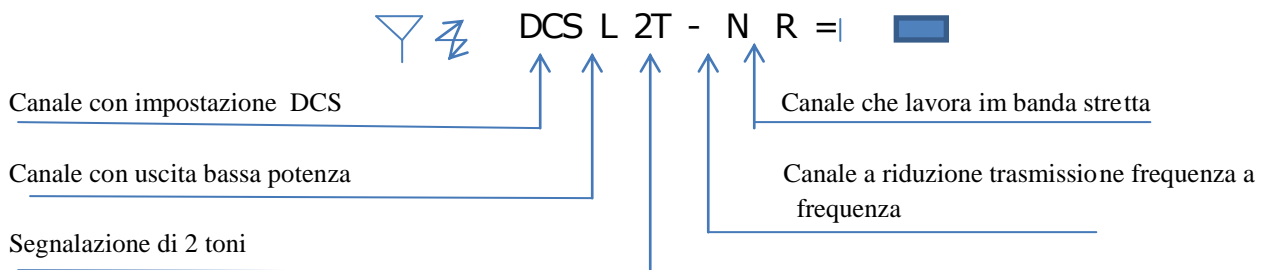 DCS L 2T - N R =
Canale con impostazione DCS
Canale che lavora im banda stretta
Canale con uscita bassa potenza
Canale a riduzione trasmissione frequenza a
frequenza
Segnalazione di 2 toni